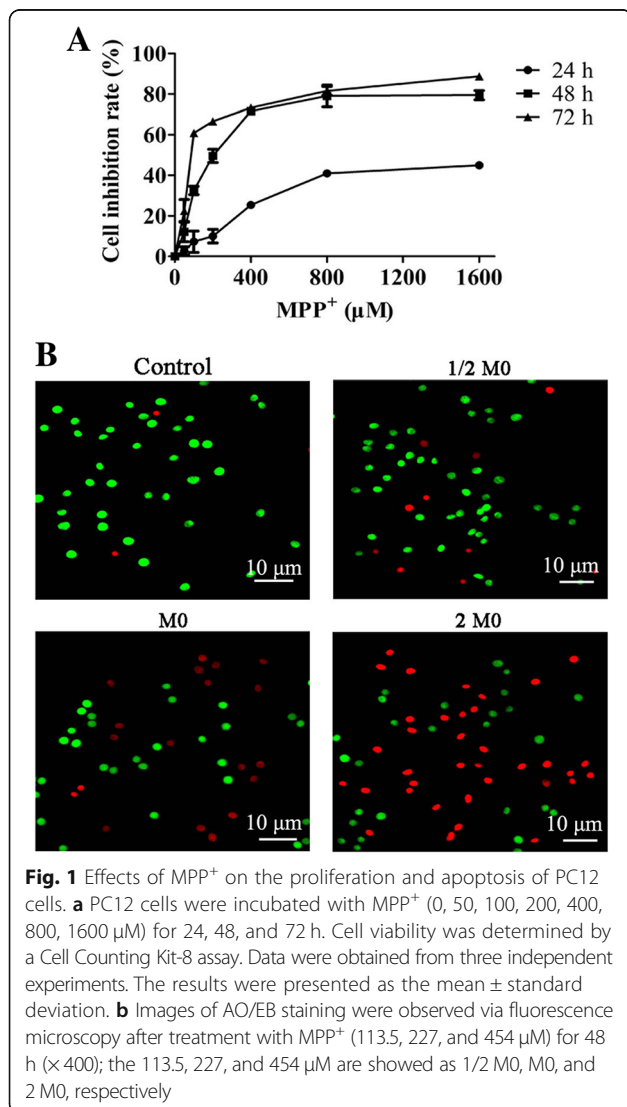 A
Cell inhibition rate (%)
100
80
60
40
20
0
0 400 800 1200 1600
MPP⁺ (µM)
24 h
48 h
72 h
B
Control
1/2 M0
10 µm
10 µm
M0
2 M0
10 µm
10 µm
Fig. 1 Effects of MPP⁺ on the proliferation and apoptosis of PC12
cells. a PC12 cells were incubated with MPP⁺ (0, 50, 100, 200, 400,
800, 1600 µM) for 24, 48, and 72 h. Cell viability was determined by
a Cell Counting Kit-8 assay. Data were obtained from three independent
experiments. The results were presented as the mean ± standard
deviation. b Images of AO/EB staining were observed via fluorescence
microscopy after treatment with MPP⁺ (113.5, 227, and 454 µM) for 48
h (× 400); the 113.5, 227, and 454 µM are showed as 1/2 M0, M0, and
2 M0, respectively